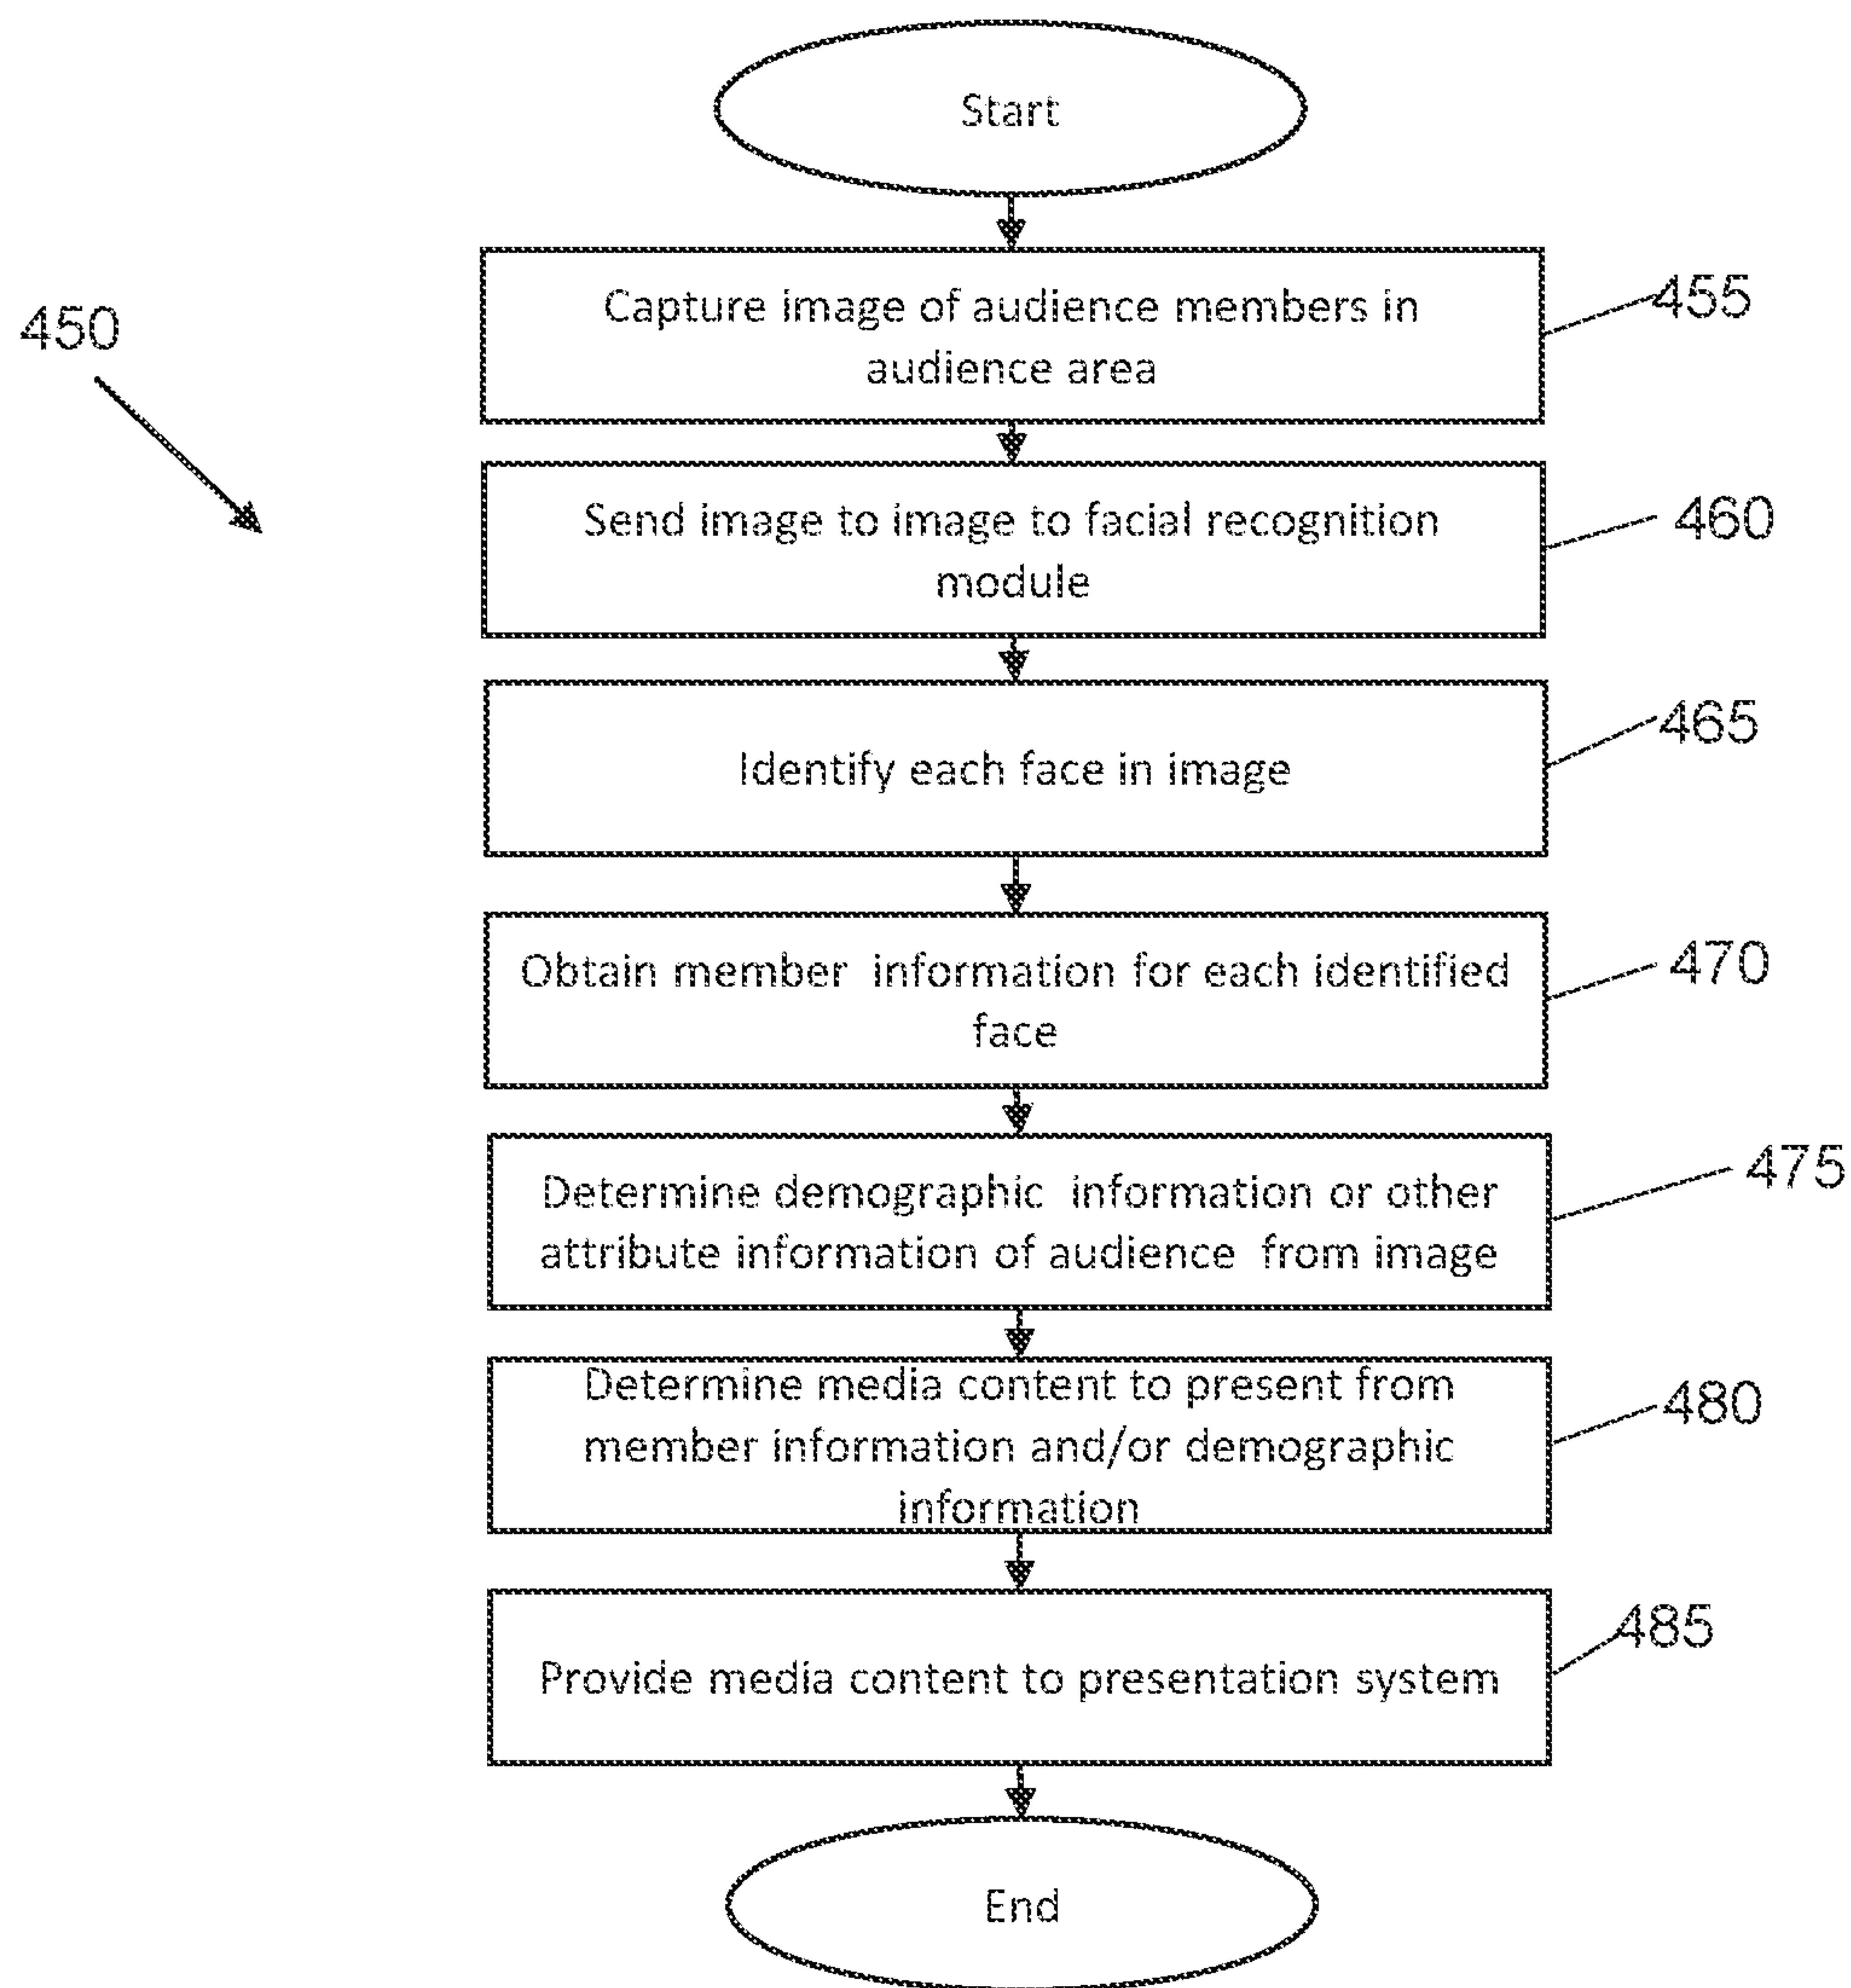 Start
Capture image of audience members in
audience area
455
450
Send image to image to facial recognition
module
460
Identify each face in image
465
Obtain member information for each identified
face
470
Determine demographic information or other
attribute information of audience from image
475
Determine media content to present from
member information and/or demographic
information
480
Provide media content to presentation system
485
End